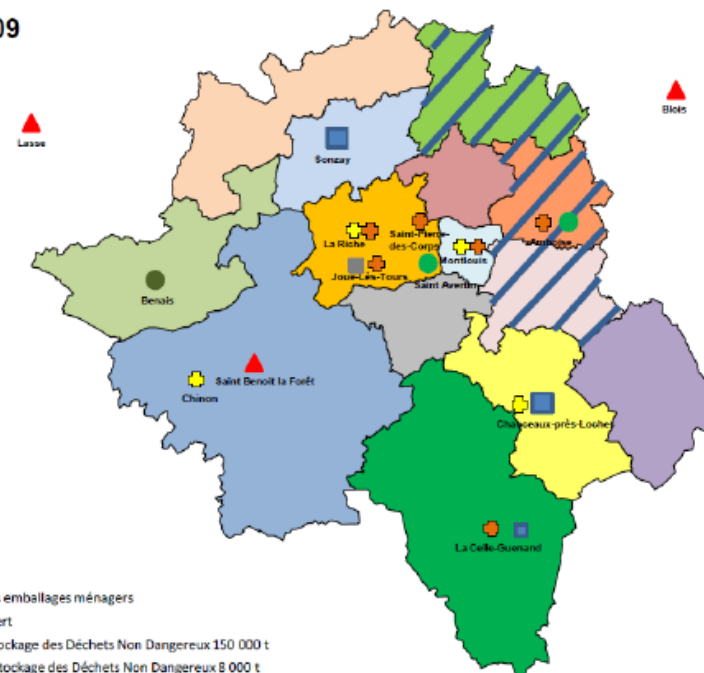 09
Lasse
Blois
Sonzay
La Riche
Saint-Pierre-
des-Corps
Amboise
Montlouis
Joué-Lès-Tours
Saint Avertin
Benais
Saint Benoit la Forêt
Chinon
Chanceaux-près-Loches
La Celle-Guenand
s emballages ménagers
ert
tockage des Déchets Non Dangereux 150 000 t
tockage des Déchets Non Dangereux 8 000 t